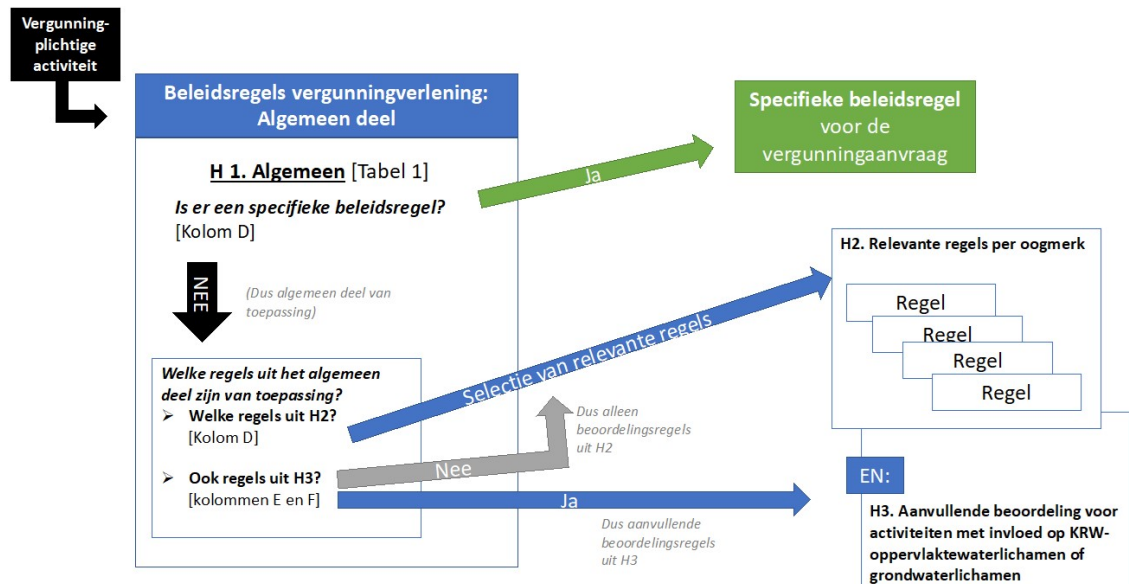 Vergunning-
plichtige
activiteit
Beleidsregels vergunningverlening:
Algemeen deel
H 1. Algemeen [Tabel 1]
Is er een specifieke beleidsregel?
[Kolom D]
Ja
Specifieke beleidsregel
voor de
vergunningaanvraag
NEE
(Dus algemeen deel van
toepassing)
Welke regels uit het algemeen
deel zijn van toepassing?
➢ Welke regels uit H2?
[Kolom D]
➢ Ook regels uit H3?
[kolommen E en F]
Selectie van relevante regels
H2. Relevante regels per oogmerk
Regel
Regel
Regel
Regel
Nee
Dus alleen
beoordelingsregels
uit H2
Ja
Dus aanvullende
beoordelingsregels
uit H3
EN:
H3. Aanvullende beoordeling voor
activiteiten met invloed op KRW-
oppervlaktewaterlichamen of
grondwaterlichamen